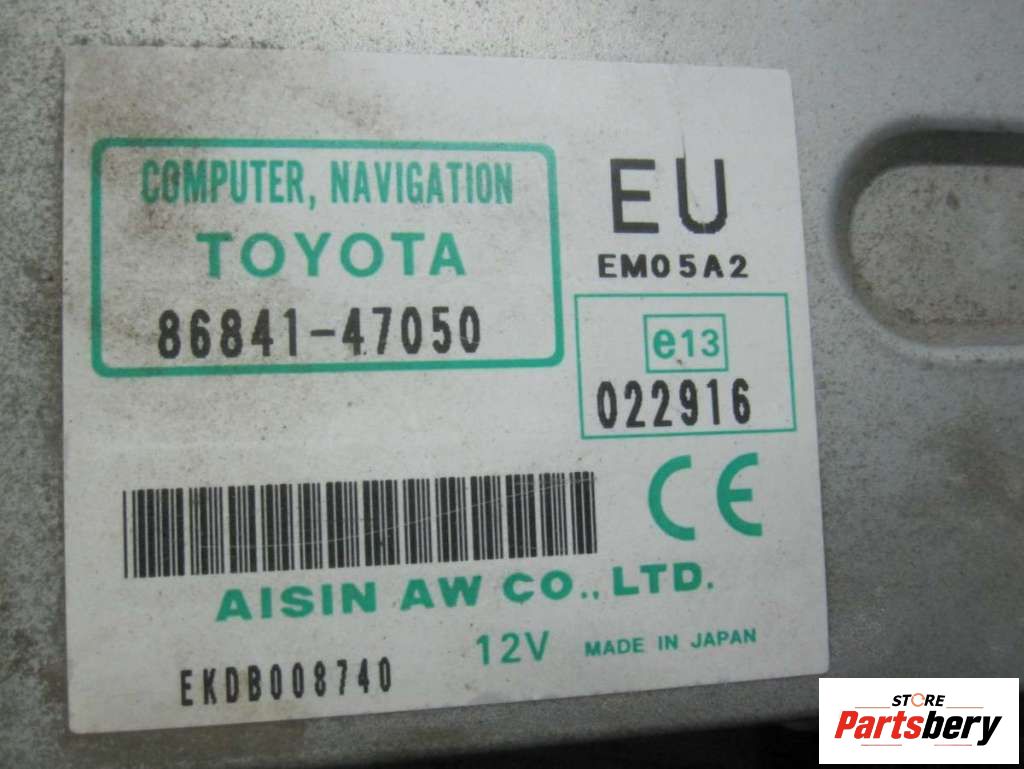 COMPUTER, NAVIGATION
TOYOTA
86841-47050
EU
EM05A2
e13
022916
CE
AISIN AW CO., LTD.
12V MADE IN JAPAN
EKDB008740
STORE
Partsbery